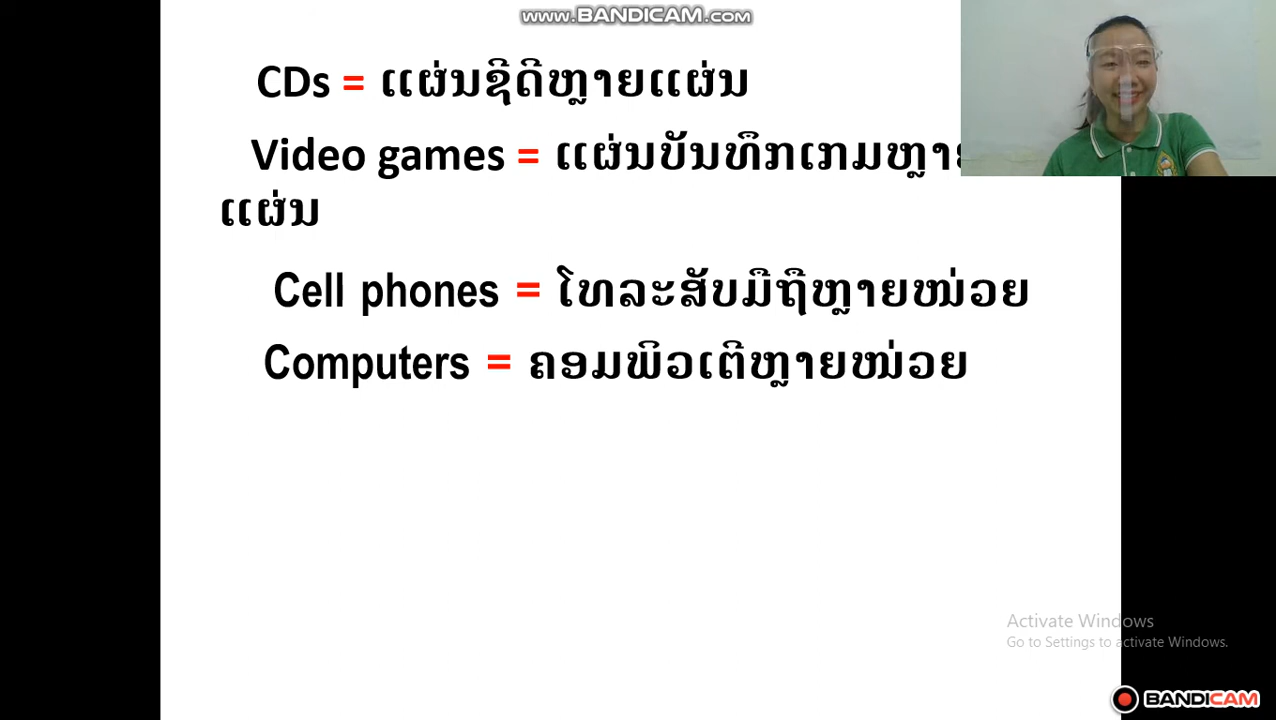 www.BANDICAM.com
CDs = ແຜ່ນຊີດີຫຼາຍແຜ່ນ
Video games = ແຜ່ນບັນທຶກເກມຫຼາຍ
ແຜ່ນ
Cell phones = ໂທລະສັບມືຖືຫຼາຍໜ່ວຍ
Computers = ຄອມພິວເຕີຫຼາຍໜ່ວຍ
Activate Windows
Go to Settings to activate Windows.
BANDICAM